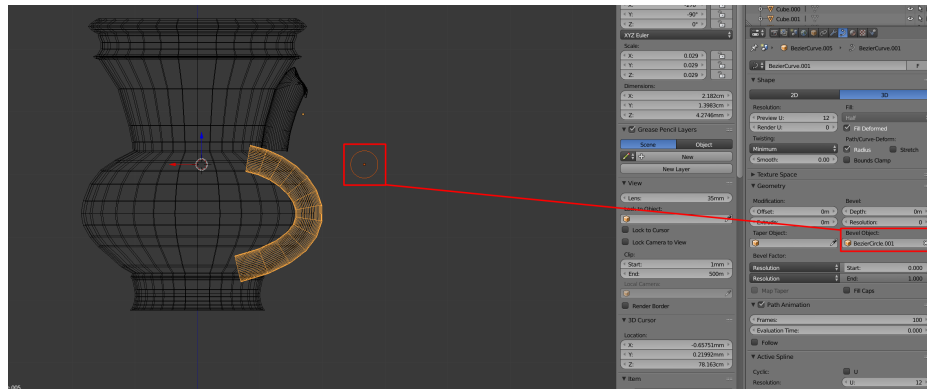 Cube.000
Cube.001
X: -270°
Y: -90°
Z: 0°
XYZ Euler
Scale:
X: 0.029
Y: 0.029
Z: 0.029
Dimensions:
X: 2.182cm
Y: 1.3983cm
Z: 4.2746mm
Grease Pencil Layers
Scene Object
New
New Layer
View
Lens: 35mm
Lock to Object:
Lock to Cursor
Lock Camera to View
Clip:
Start: 1mm
End: 500m
Local Camera:
Render Border
3D Cursor
Location:
X: -0.65751mm
Y: 0.21992mm
Z: 78.163cm
Item
BezierCurve.005 BezierCurve.001
BezierCurve.001 F
Shape
2D 3D
Resolution: Fill:
Preview U: 12 Half
Render U: 0 Fill Deformed
Twisting: Path/Curve-Deform:
Minimum Radius Stretch
Smooth: 0.00 Bounds Clamp
Texture Space
Geometry
Modification: Bevel:
Offset: 0m Depth: 0m
Extrude: 0m Resolution: 0
Taper Object: Bevel Object:
BezierCircle.001
Bevel Factor:
Resolution Start: 0.000
Resolution End: 1.000
Map Taper Fill Caps
Path Animation
Frames: 100
Evaluation Time: 0.000
Follow
Active Spline
Cyclic: U
Resolution: U: 12
.005